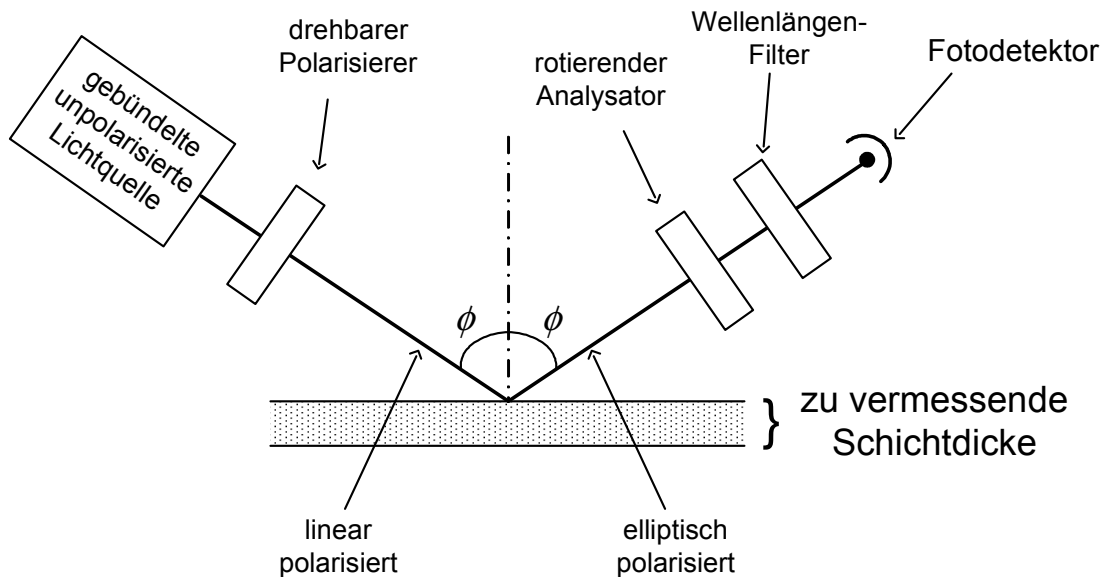 gebündelte
unpolarisierte
Lichtquelle
drehbarer
Polarisierer
rotierender
Analysator
Wellenlängen-
Filter
Fotodetektor
ϕ
ϕ
zu vermessende
Schichtdicke
linear
polarisiert
elliptisch
polarisiert